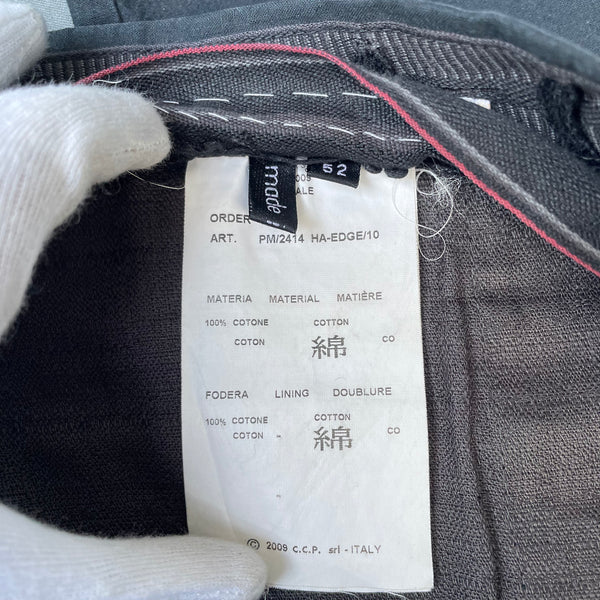 made
52
ORDER
ART. PM/2414 HA-EDGE/10
MATERIA MATERIAL MATIÈRE
100% COTONE COTTON
COTON 綿 CO
FODERA LINING DOUBLURE
100% COTONE COTTON
COTON " 綿 CO
"
© 2009 C.C.P. srl - ITALY